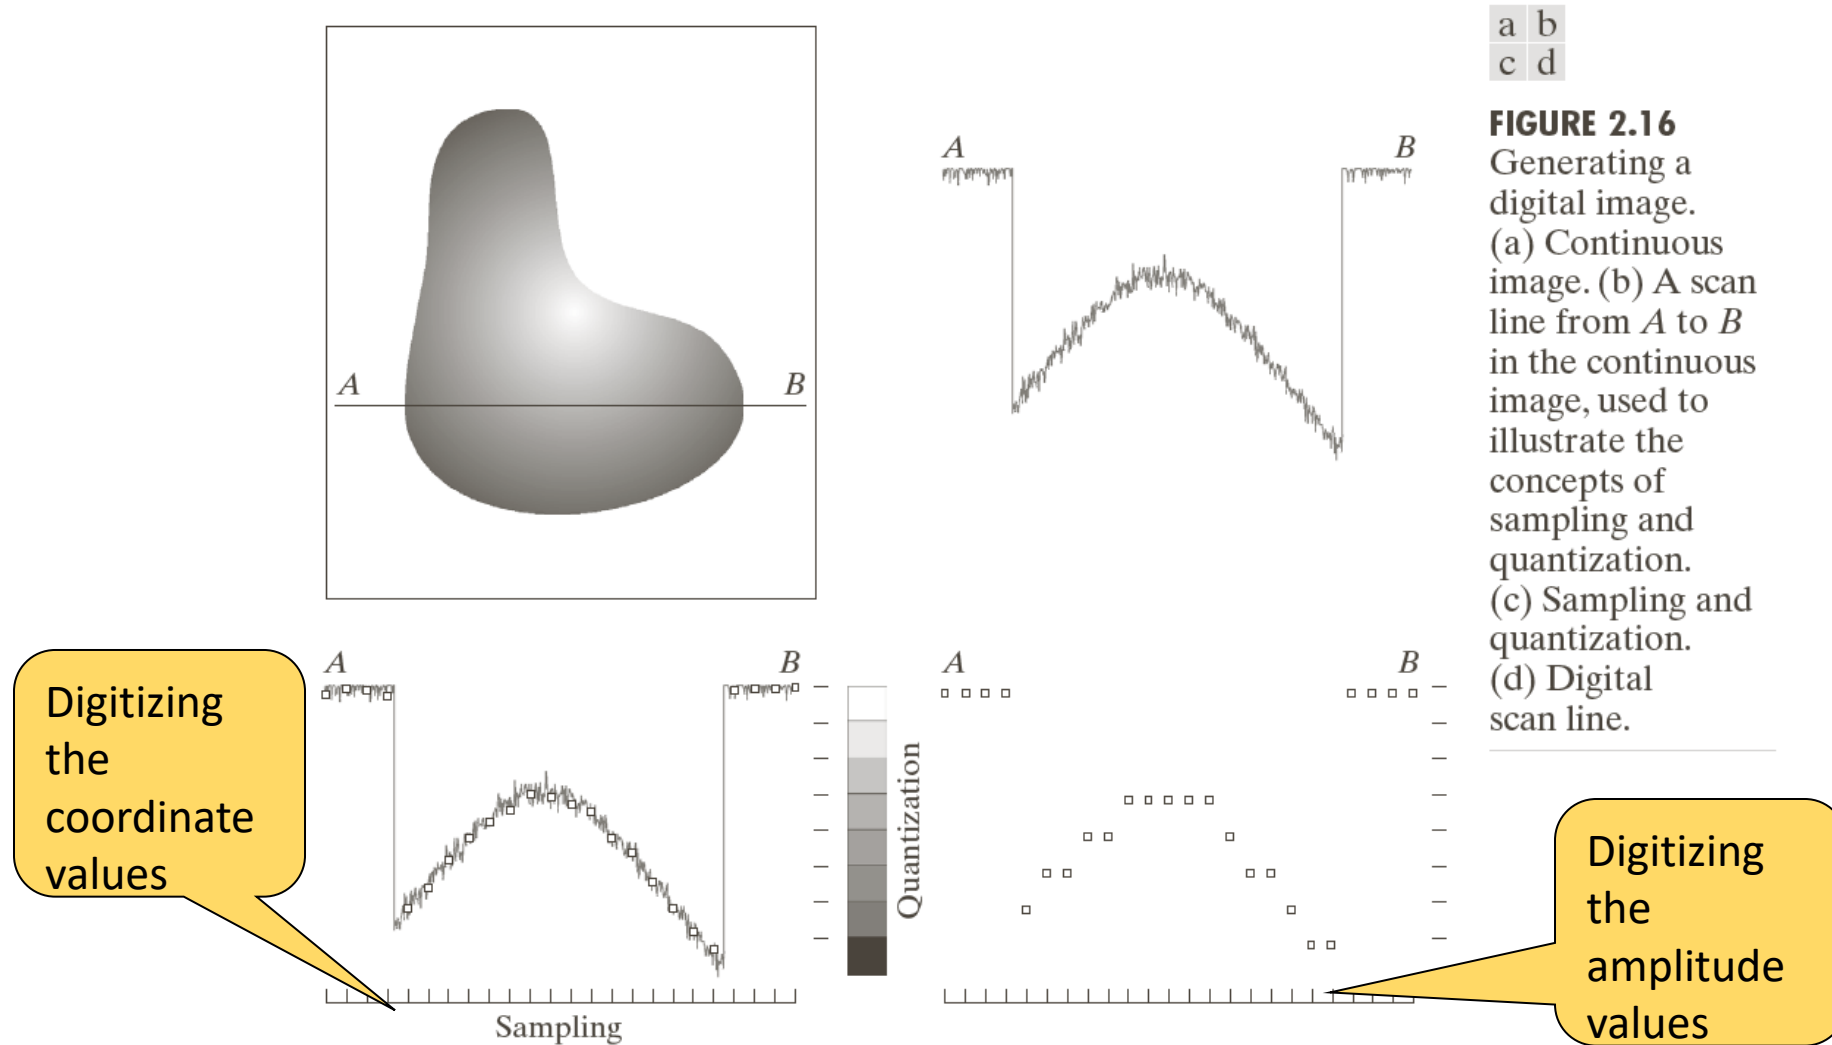 a b
c d
FIGURE 2.16
Generating a
digital image.
(a) Continuous
image. (b) A scan
line from A to B
in the continuous
image, used to
illustrate the
concepts of
sampling and
quantization.
(c) Sampling and
quantization.
(d) Digital
scan line.
A B
A B
A B
A B
Digitizing
the
coordinate
values
Quantization
Sampling
Digitizing
the
amplitude
values